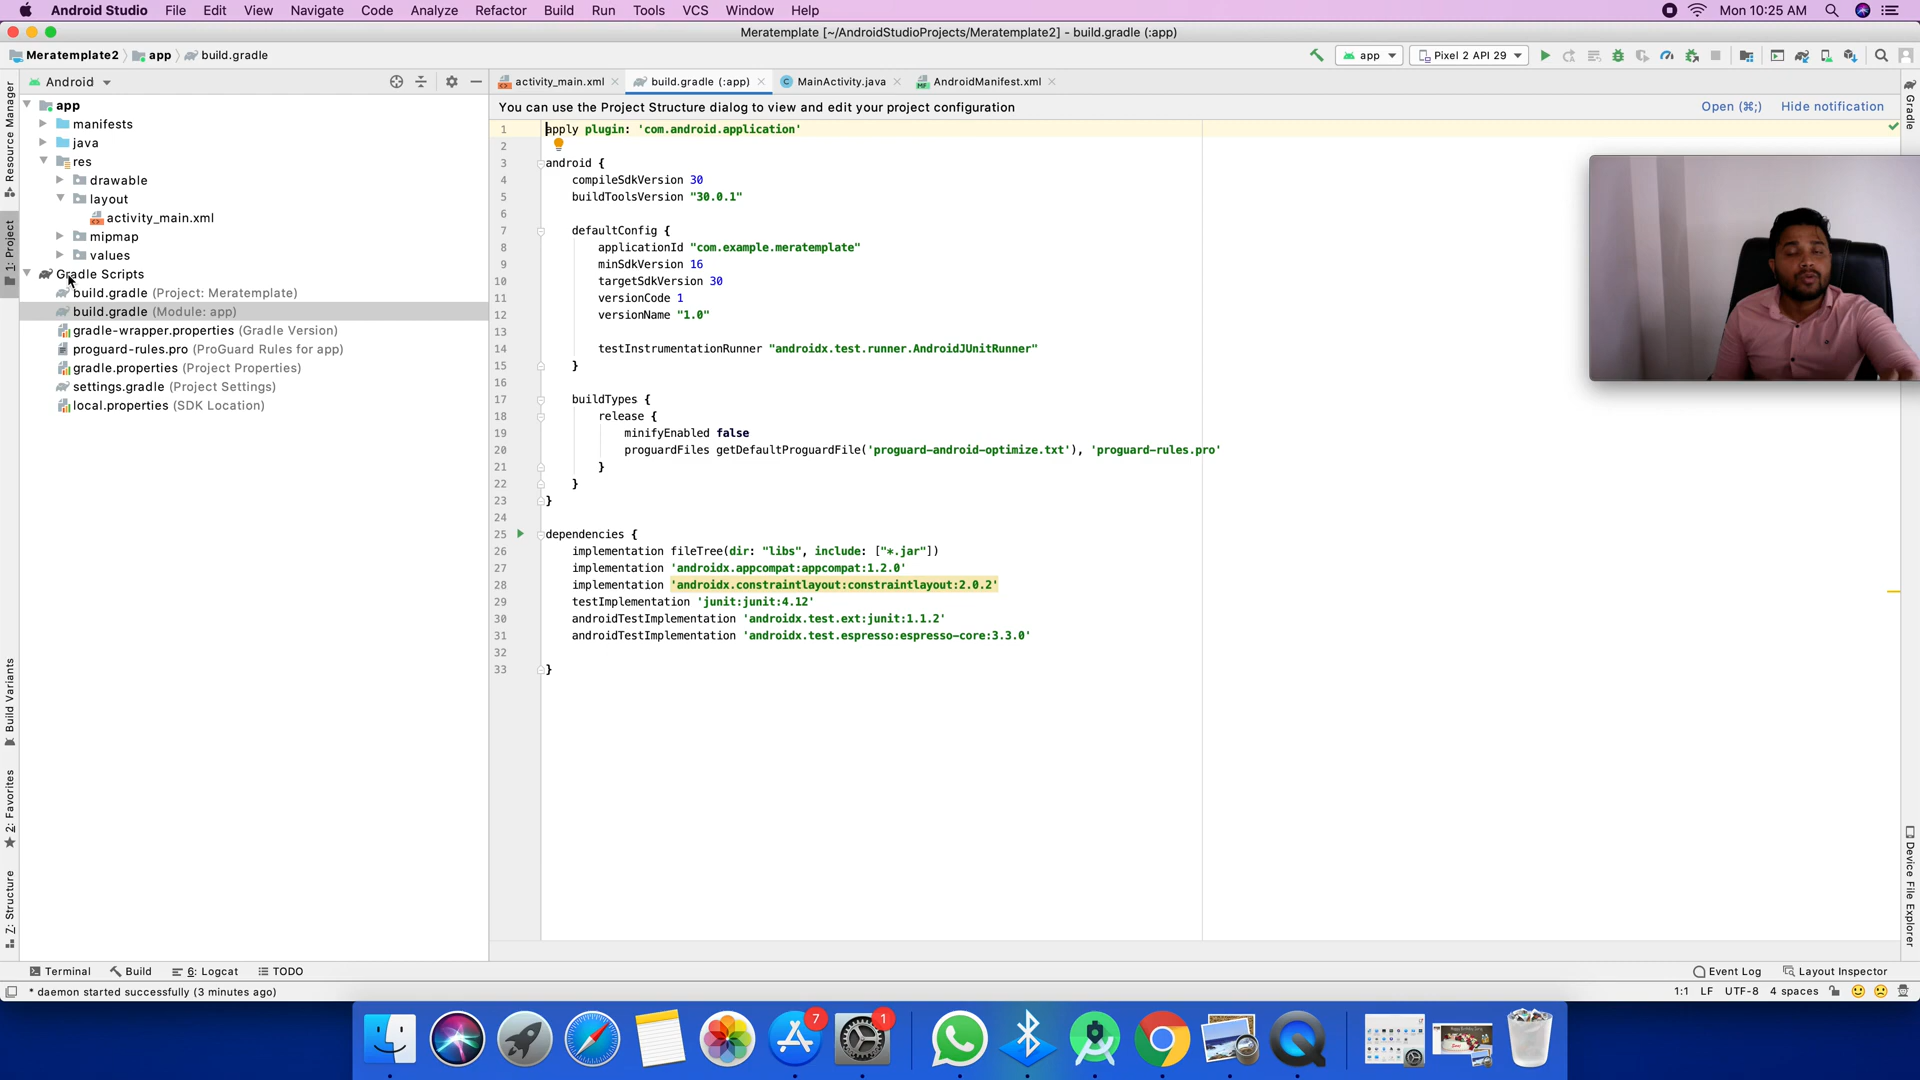 Android Studio File Edit View Navigate Code Analyze Refactor Build Run Tools VCS Window Help Mon 10:25 AM
Meratemplate [~/AndroidStudioProjects/Meratemplate2] - build.gradle (:app)
Meratemplate2 app build.gradle app Pixel 2 API 29
Android activity_main.xml build.gradle (:app) MainActivity.java AndroidManifest.xml
You can use the Project Structure dialog to view and edit your project configuration Open (⌘;) Hide notification
app
manifests
java
res
drawable
layout
activity_main.xml
mipmap
values
Gradle Scripts
build.gradle (Project: Meratemplate)
build.gradle (Module: app)
gradle-wrapper.properties (Gradle Version)
proguard-rules.pro (ProGuard Rules for app)
gradle.properties (Project Properties)
settings.gradle (Project Settings)
local.properties (SDK Location)
Resource Manager
1: Project
Build Variants
2: Favorites
7: Structure
1 apply plugin: 'com.android.application'
2
3 android {
4 compileSdkVersion 30
5 buildToolsVersion "30.0.1"
6
7 defaultConfig {
8 applicationId "com.example.meratemplate"
9 minSdkVersion 16
10 targetSdkVersion 30
11 versionCode 1
12 versionName "1.0"
13
14 testInstrumentationRunner "androidx.test.runner.AndroidJUnitRunner"
15 }
16
17 buildTypes {
18 release {
19 minifyEnabled false
20 proguardFiles getDefaultProguardFile('proguard-android-optimize.txt'), 'proguard-rules.pro'
21 }
22 }
23 }
24
25 dependencies {
26 implementation fileTree(dir: "libs", include: ["*.jar"])
27 implementation 'androidx.appcompat:appcompat:1.2.0'
28 implementation 'androidx.constraintlayout:constraintlayout:2.0.2'
29 testImplementation 'junit:junit:4.12'
30 androidTestImplementation 'androidx.test.ext:junit:1.1.2'
31 androidTestImplementation 'androidx.test.espresso:espresso-core:3.3.0'
32
33 }
Gradle
Device File Explorer
Terminal Build 6: Logcat TODO Event Log Layout Inspector
* daemon started successfully (3 minutes ago) 1:1 LF UTF-8 4 spaces
7 1